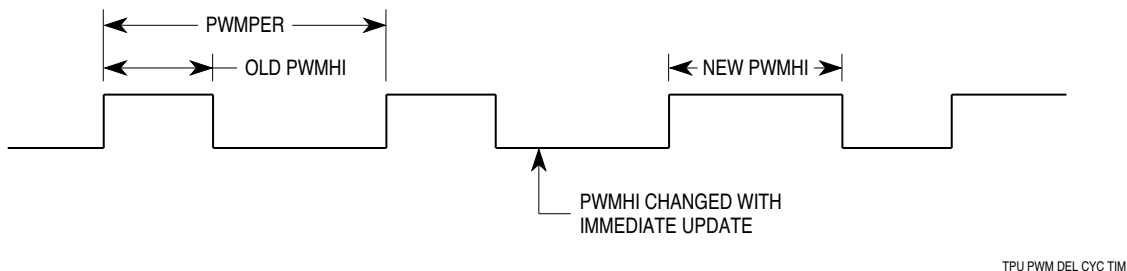 PWMPER
OLD PWMHI
NEW PWMHI
PWMHI CHANGED WITH
IMMEDIATE UPDATE
TPU PWM DEL CYC TIM